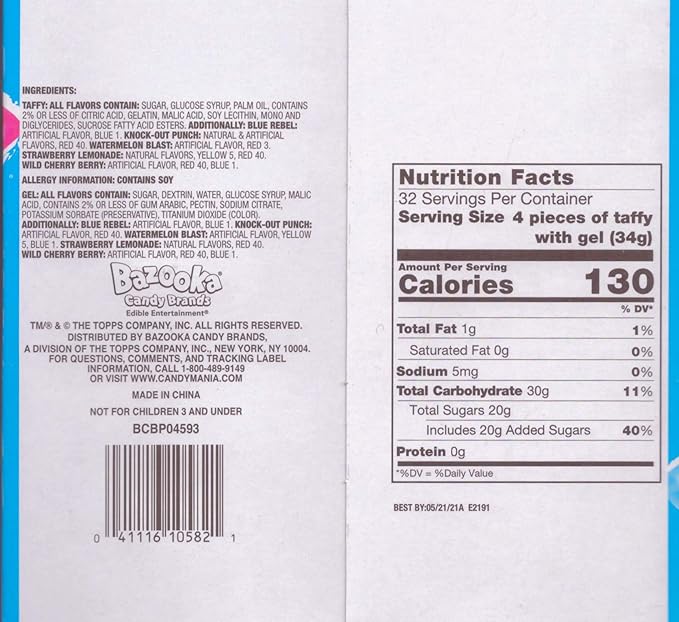 INGREDIENTS:
TAFFY: ALL FLAVORS CONTAIN: SUGAR, GLUCOSE SYRUP, PALM OIL, CONTAINS
2% OR LESS OF CITRIC ACID, GELATIN, MALIC ACID, SOY LECITHIN, MONO AND
DIGLYCERIDES, SUCROSE FATTY ACID ESTERS. ADDITIONALLY: BLUE REBEL:
ARTIFICIAL FLAVOR, BLUE 1. KNOCK-OUT PUNCH: NATURAL & ARTIFICIAL
FLAVORS, RED 40. WATERMELON BLAST: ARTIFICIAL FLAVOR, RED 3.
STRAWBERRY LEMONADE: NATURAL FLAVORS, YELLOW 5, RED 40.
WILD CHERRY BERRY: ARTIFICIAL FLAVOR, RED 40, BLUE 1.
ALLERGY INFORMATION: CONTAINS SOY
GEL: ALL FLAVORS CONTAIN: SUGAR, DEXTRIN, WATER, GLUCOSE SYRUP, MALIC
ACID, CONTAINS 2% OR LESS OF GUM ARABIC, PECTIN, SODIUM CITRATE,
POTASSIUM SORBATE (PRESERVATIVE), TITANIUM DIOXIDE (COLOR).
ADDITIONALLY: BLUE REBEL: ARTIFICIAL FLAVOR, BLUE 1. KNOCK-OUT PUNCH:
ARTIFICIAL FLAVOR, RED 40. WATERMELON BLAST: ARTIFICIAL FLAVOR, YELLOW
5, BLUE 1. STRAWBERRY LEMONADE: NATURAL FLAVORS, RED 40.
WILD CHERRY BERRY: ARTIFICIAL FLAVOR, RED 40, BLUE 1.
Bazooka®
Candy Brands
Edible Entertainment®
TM/® & © THE TOPPS COMPANY, INC. ALL RIGHTS RESERVED.
DISTRIBUTED BY BAZOOKA CANDY BRANDS,
A DIVISION OF THE TOPPS COMPANY, INC., NEW YORK, NY 10004.
FOR QUESTIONS, COMMENTS, AND TRACKING LABEL
INFORMATION, CALL 1-800-489-9149
OR VISIT WWW.CANDYMANIA.COM
MADE IN CHINA
NOT FOR CHILDREN 3 AND UNDER
BCBP04593
0 41116 10582 1
Nutrition Facts
32 Servings Per Container
Serving Size 4 pieces of taffy
with gel (34g)
Amount Per Serving
Calories 130
% DV*
Total Fat 1g 1%
Saturated Fat 0g 0%
Sodium 5mg 0%
Total Carbohydrate 30g 11%
Total Sugars 20g
Includes 20g Added Sugars 40%
Protein 0g
*%DV = %Daily Value
BEST BY:05/21/21A E2191